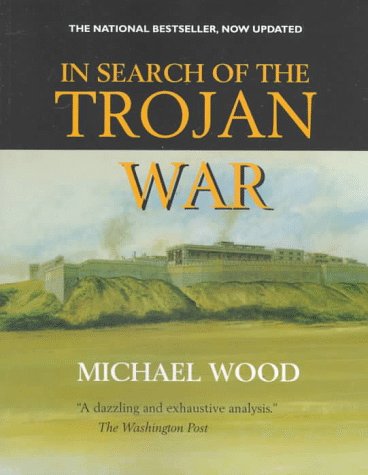 THE NATIONAL BESTSELLER, NOW UPDATED
IN SEARCH OF THE
TROJAN
WAR
MICHAEL WOOD
"A dazzling and exhaustive analysis."
The Washington Post